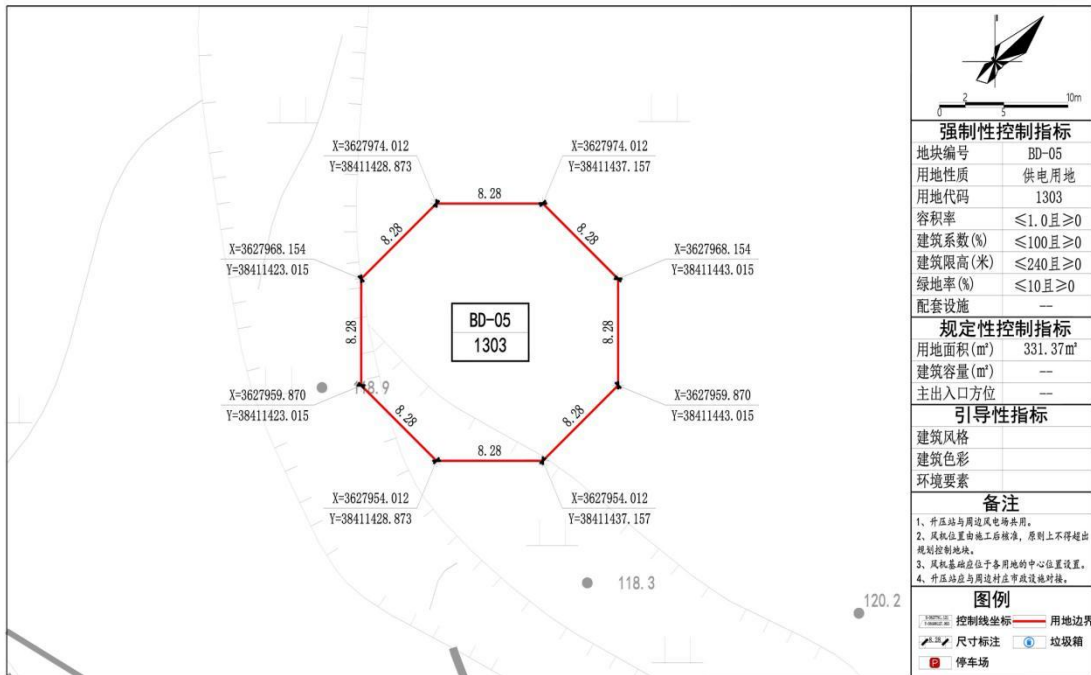 X=3627974.012
Y=38411428.873
X=3627974.012
Y=38411437.157
8.28
8.28
8.28
X=3627968.154
Y=38411423.015
X=3627968.154
Y=38411443.015
8.28
8.28
BD-05
1303
118.9
X=3627959.870
Y=38411423.015
X=3627959.870
Y=38411443.015
8.28
8.28
8.28
X=3627954.012
Y=38411428.873
X=3627954.012
Y=38411437.157
118.3
120.2
2
10m
0
5
强制性控制指标
地块编号 BD-05
用地性质 供电用地
用地代码 1303
容积率 ≤1.0且≥0
建筑系数(%) ≤100且≥0
建筑限高(米) ≤240且≥0
绿地率(%) ≤10且≥0
配套设施 --
规定性控制指标
用地面积(㎡) 331.37㎡
建筑容量(㎡) --
主出入口方位 --
引导性指标
建筑风格
建筑色彩
环境要素
备注
1、升压站与周边风电场共用。
2、风机位置由施工后核准，原则上不得超出
规划控制地块。
3、风机基础应位于各用地的中心位置设置。
4、升压站应与周边村庄市政设施对接。
图例
控制线坐标 用地边界
8.28 尺寸标注 垃圾箱
P 停车场